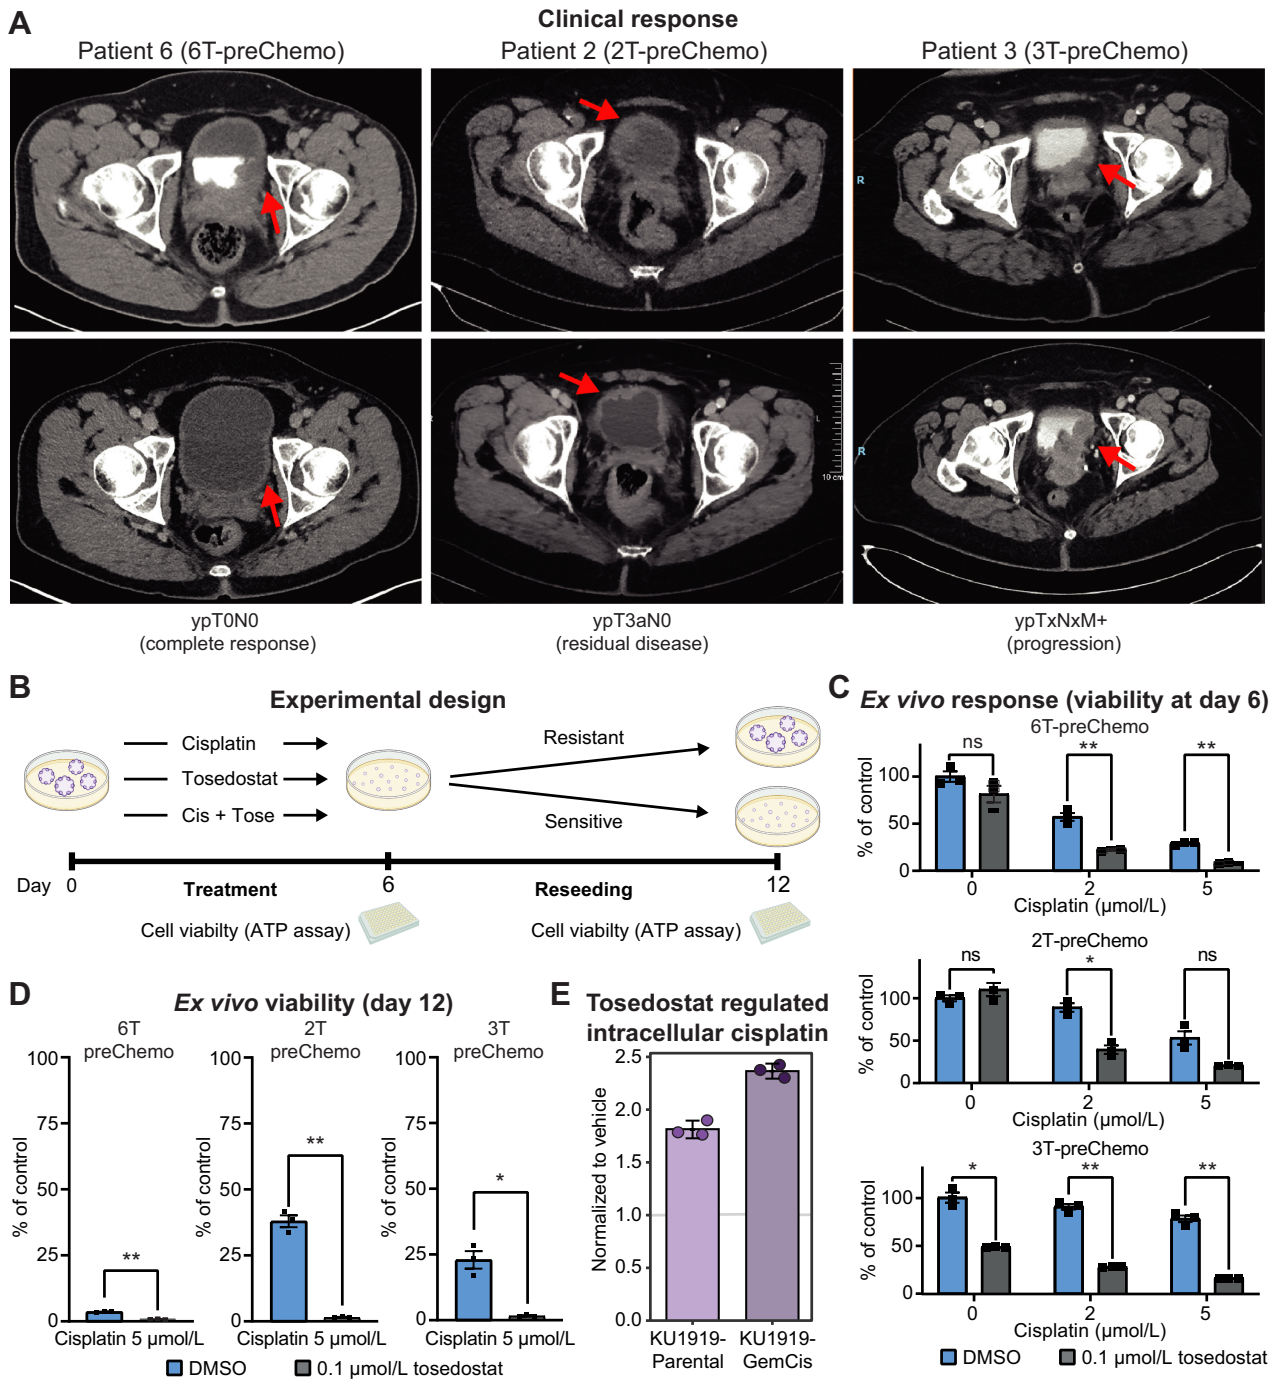 A
Clinical response
Patient 6 (6T-preChemo)
Patient 2 (2T-preChemo)
Patient 3 (3T-preChemo)
R
L
10 cm
R
ypT0N0
(complete response)
ypT3aN0
(residual disease)
ypTxNxM+
(progression)
B
Experimental design
Cisplatin
Tosedostat
Cis + Tose
Resistant
Sensitive
Day 0 6 12
Treatment
Reseeding
Cell viabilty (ATP assay)
Cell viabilty (ATP assay)
C
Ex vivo response (viability at day 6)
6T-preChemo
ns
**
**
% of control
100
50
0
0 2 5
Cisplatin (µmol/L)
2T-preChemo
ns
*
ns
% of control
100
50
0
0 2 5
Cisplatin (µmol/L)
3T-preChemo
*
**
**
% of control
100
50
0
0 2 5
Cisplatin (µmol/L)
DMSO
0.1 µmol/L tosedostat
D
Ex vivo viability (day 12)
6T
preChemo
% of control
100
75
50
25
0
**
Cisplatin 5 µmol/L
2T
preChemo
% of control
100
75
50
25
0
**
Cisplatin 5 µmol/L
3T
preChemo
% of control
100
75
50
25
0
*
Cisplatin 5 µmol/L
DMSO
0.1 µmol/L tosedostat
E
Tosedostat regulated
intracellular cisplatin
Normalized to vehicle
2.5
2.0
1.5
1.0
0.5
0.0
KU1919-
Parental
KU1919-
GemCis